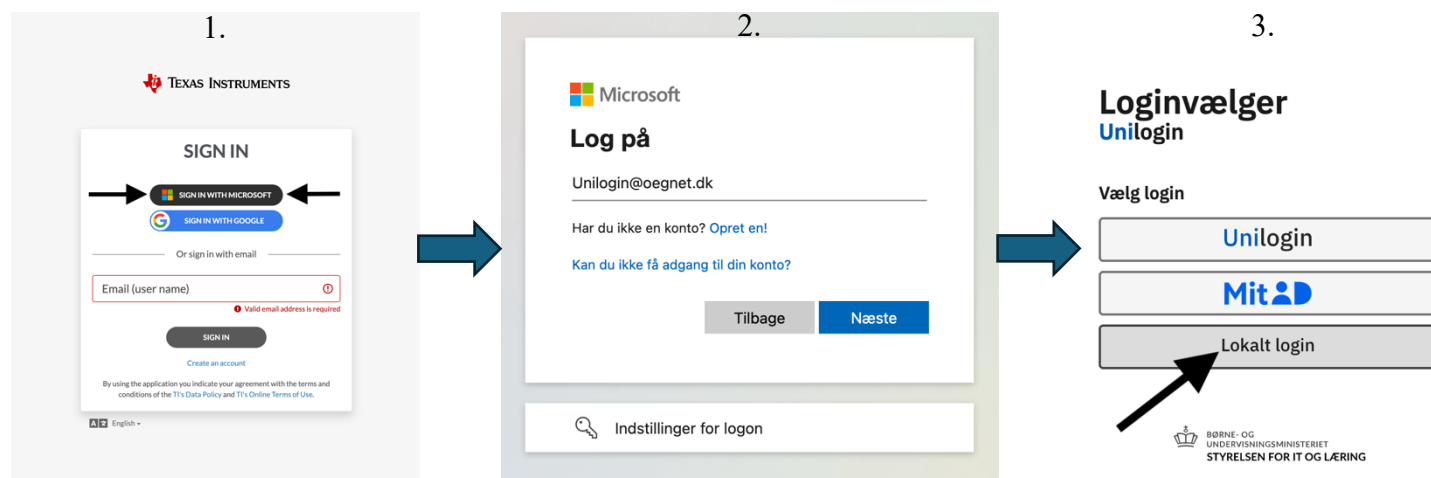 1.
TEXAS INSTRUMENTS
SIGN IN
SIGN IN WITH MICROSOFT
SIGN IN WITH GOOGLE
Or sign in with email
Email (user name)
Valid email address is required
SIGN IN
Create an account
By using the application you indicate your agreement with the terms and
conditions of the TI's Data Policy and TI's Online Terms of Use.
English
2.
Microsoft
Log på
Unilogin@oegnet.dk
Har du ikke en konto? Opret en!
Kan du ikke få adgang til din konto?
Tilbage
Næste
Indstillinger for logon
3.
Loginvælger
Unilogin
Vælg login
Unilogin
Mit ID
Lokalt login
BØRNE- OG
UNDERVISNINGSMINISTERIET
STYRELSEN FOR IT OG LÆRING